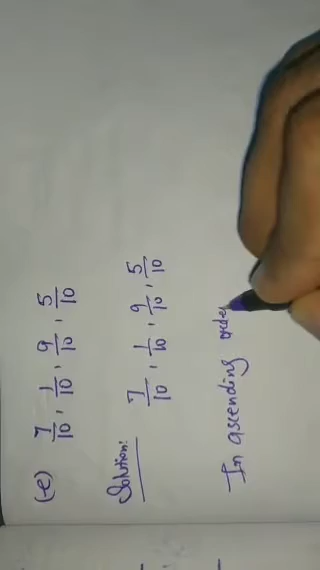 (e) 7/10, 1/10, 9/10, 5/10
Solution:
7/10, 1/10, 9/10, 5/10
In ascending order